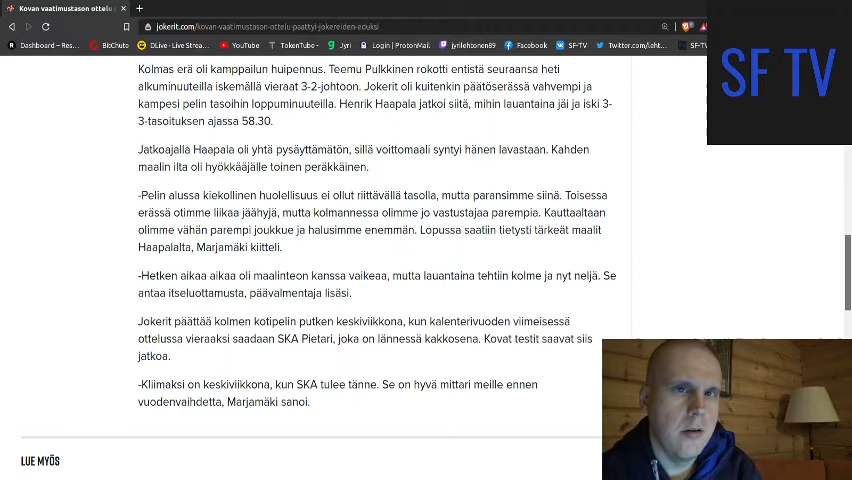 Kovan vaatimustason ottelu
jokerit.com/kovan-vaatimustason-ottelu-paattyi-jokereiden-eduksi
Dashboard – Res... BitChuto DLive · Live Strea... YouTube TokenTube - Jyri Login | ProtonMail jyrilehtonen89 Facebook SF-TV Twitter.com/leht... SF-T
SF TV
Kolmas erä oli kamppailun huipennus. Teemu Pulkkinen rokotti entistä seuraansa heti
alkuminuuteilla iskemällä vieraat 3-2-johtoon. Jokerit oli kuitenkin päätöserässä vahvempi ja
kampesi pelin tasoihin loppuminuuteilla. Henrik Haapala jatkoi siitä, mihin lauantaina jäi ja iski 3-
3-tasoituksen ajassa 58.30.
Jatkoajalla Haapala oli yhtä pysäyttämätön, sillä voittomaali syntyi hänen lavastaan. Kahden
maalin ilta oli hyökkääjälle toinen peräkkäinen.
-Pelin alussa kiekollinen huolellisuus ei ollut riittävällä tasolla, mutta paransimme siinä. Toisessa
erässä otimme liikaa jäähyjä, mutta kolmannessa olimme jo vastustajaa parempia. Kauttaaltaan
olimme vähän parempi joukkue ja halusimme enemmän. Lopussa saatiin tietysti tärkeät maalit
Haapalalta, Marjamäki kiitteli.
-Hetken aikaa aikaa oli maalinteon kanssa vaikeaa, mutta lauantaina tehtiin kolme ja nyt neljä. Se
antaa itseluottamusta, päävalmentaja lisäsi.
Jokerit päättää kolmen kotipelin putken keskiviikkona, kun kalenterivuoden viimeisessä
ottelussa vieraaksi saadaan SKA Pietari, joka on lännessä kakkosena. Kovat testit saavat siis
jatkoa.
-Kliimaksi on keskiviikkona, kun SKA tulee tänne. Se on hyvä mittari meille ennen
vuodenvaihdetta, Marjamäki sanoi.
LUE MYÖS